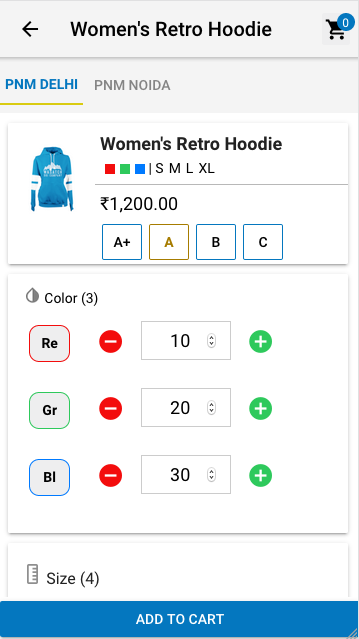 Women's Retro Hoodie
0
PNM DELHI PNM NOIDA
Women's Retro Hoodie
| S M L XL
₹1,200.00
A+ A B C
Color (3)
Re 10
Gr 20
Bl 30
Size (4)
ADD TO CART